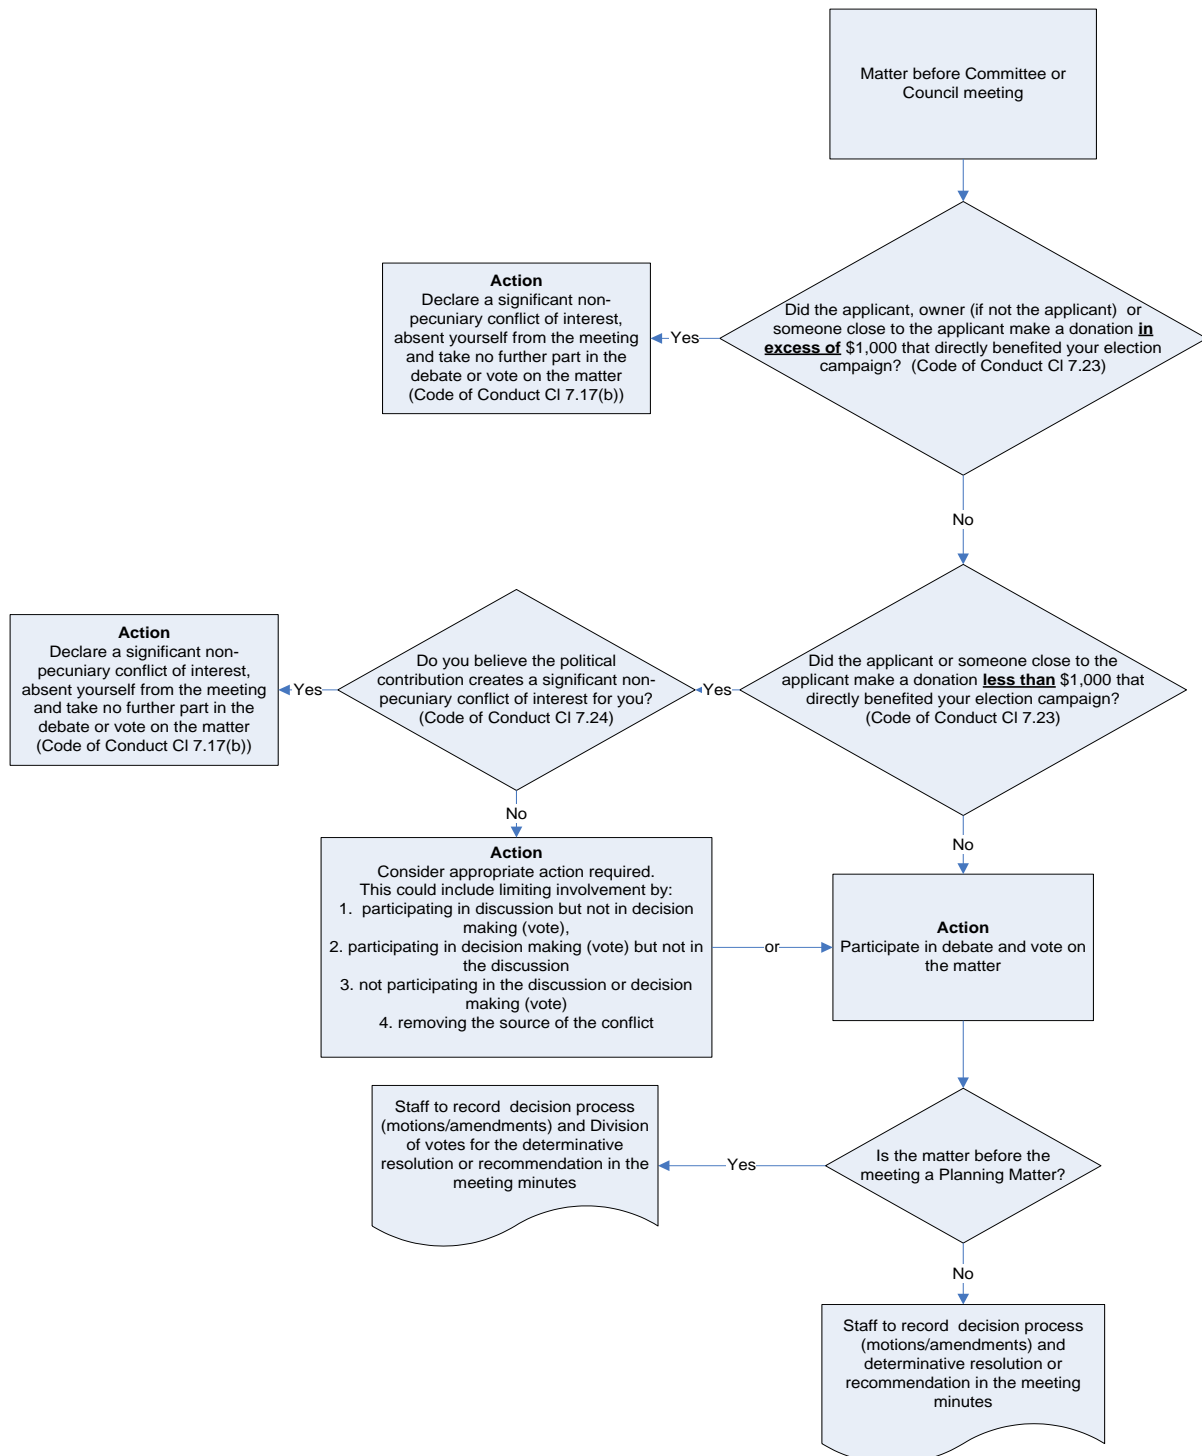 Matter before Committee or
Council meeting
Did the applicant, owner (if not the applicant) or
someone close to the applicant make a donation in
excess of $1,000 that directly benefited your election
campaign? (Code of Conduct Cl 7.23)
Yes
Action
Declare a significant non-
pecuniary conflict of interest,
absent yourself from the meeting
and take no further part in the
debate or vote on the matter
(Code of Conduct Cl 7.17(b))
No
Did the applicant or someone close to the
applicant make a donation less than $1,000 that
directly benefited your election campaign?
(Code of Conduct Cl 7.23)
Yes
Do you believe the political
contribution creates a significant non-
pecuniary conflict of interest for you?
(Code of Conduct Cl 7.24)
Yes
Action
Declare a significant non-
pecuniary conflict of interest,
absent yourself from the meeting
and take no further part in the
debate or vote on the matter
(Code of Conduct Cl 7.17(b))
No
Action
Consider appropriate action required.
This could include limiting involvement by:
1. participating in discussion but not in decision
making (vote),
2. participating in decision making (vote) but not in
the discussion
3. not participating in the discussion or decision
making (vote)
4. removing the source of the conflict
or
No
Action
Participate in debate and vote on
the matter
Is the matter before the
meeting a Planning Matter?
Yes
Staff to record decision process
(motions/amendments) and Division
of votes for the determinative
resolution or recommendation in the
meeting minutes
No
Staff to record decision process
(motions/amendments) and
determinative resolution or
recommendation in the meeting
minutes